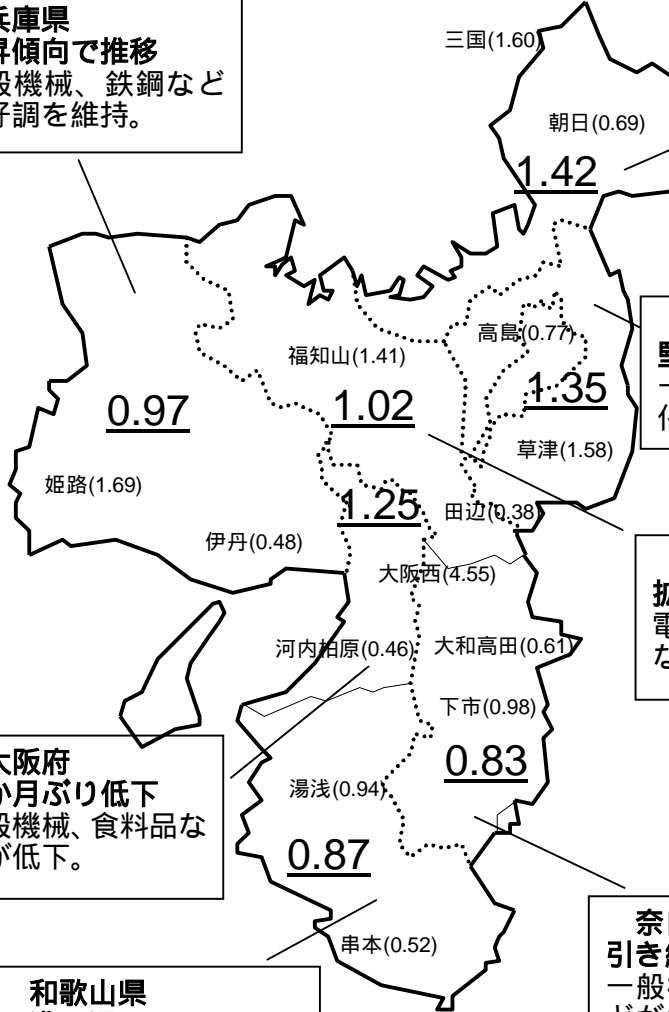 兵庫県
昇傾向で推移
般機械、鉄鋼など
好調を維持。
三国(1.60)
朝日(0.69)
1.42
高島(0.77)
福知山(1.41)
1.35
0.97
1.02
草津(1.58)
姫路(1.69)
1.25
田辺(0.38)
伊丹(0.48)
大阪西(4.55)
拡
電
な
河内柏原(0.46)
大和高田(0.61)
下市(0.98)
大阪府
か月ぶり低下
般機械、食料品な
が低下。
0.83
湯浅(0.94)
0.87
串本(0.52)
引き
一般
和歌山県